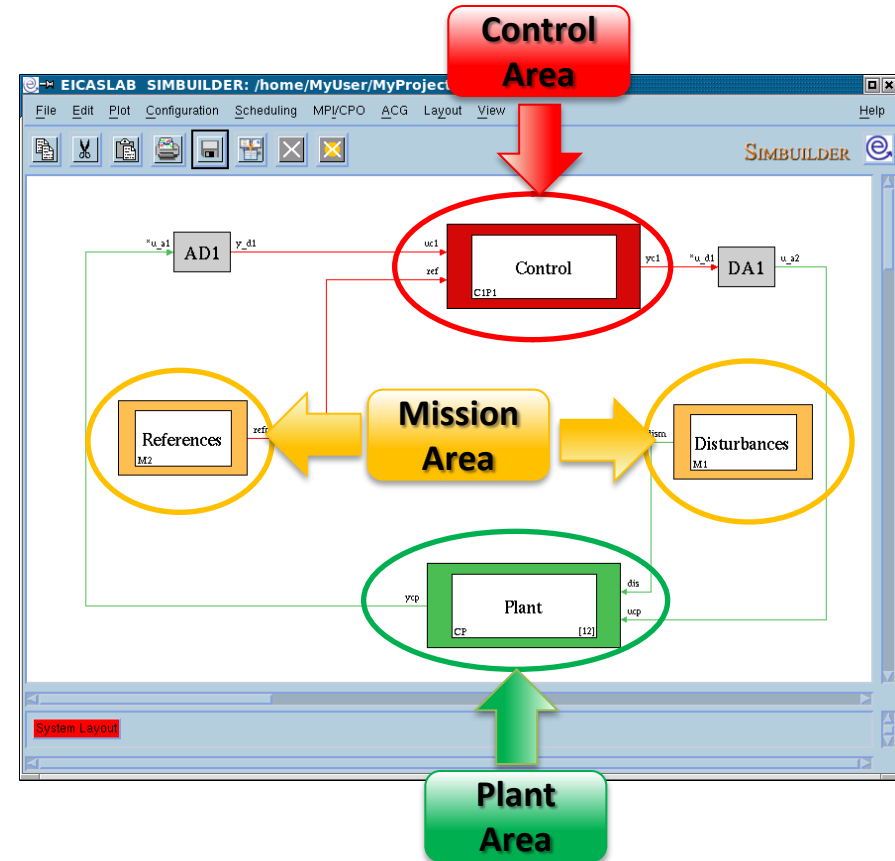 Control
Area
EICASLAB SIMBUILDER: /home/MyUser/MyProject
File Edit Plot Configuration Scheduling MPI/CPO ACG Layout View Help
SIMBUILDER
*u_a1 AD1 y_d1
uc1
ref
Control
C1P1
yc1
*u_d1 DA1 u_a2
References
M2
Mission
Area
Disturbances
M1
ycp
Plant
CP [12]
dis
ucp
System Layout
Plant
Area